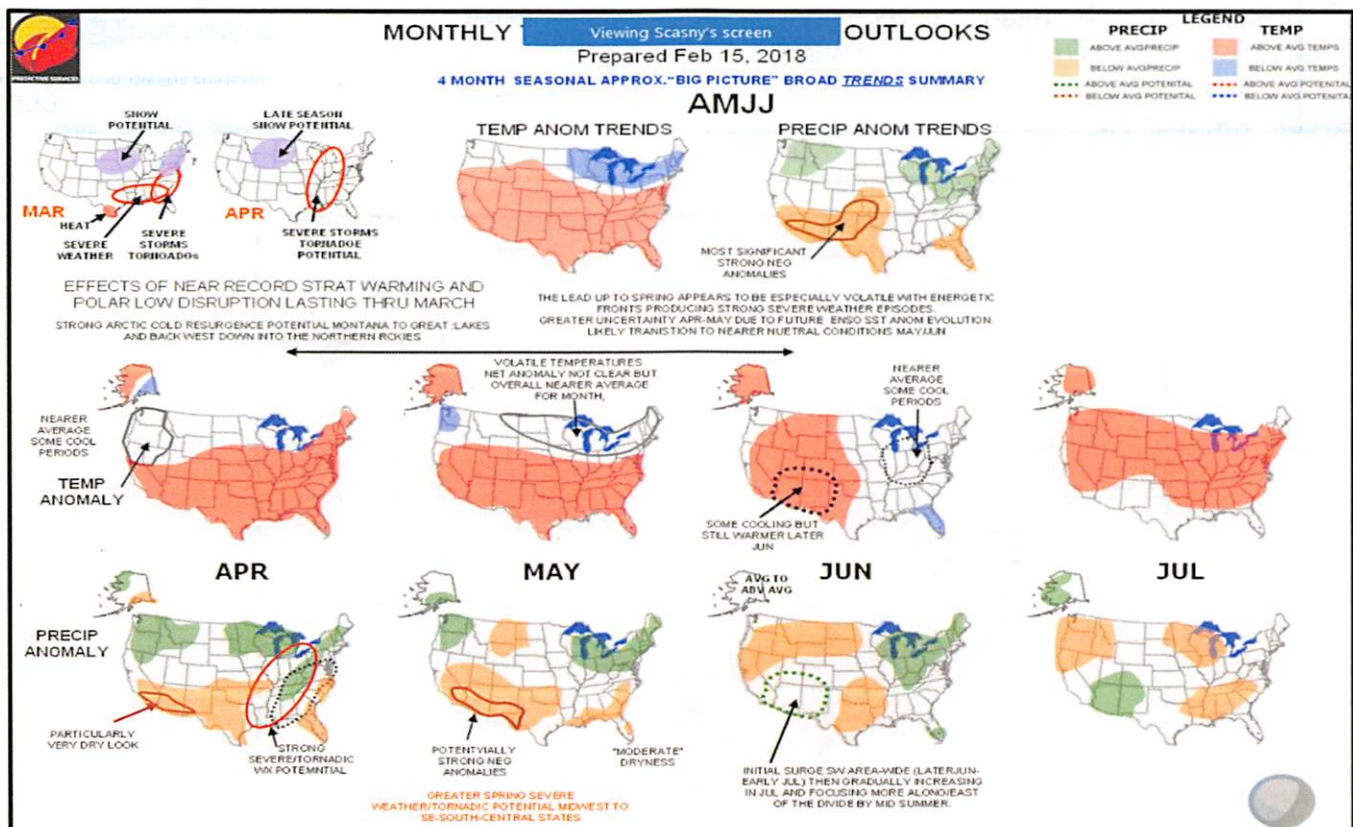 PREDICTIVE SERVICES
MONTHLY
Viewing Scasny's screen
OUTLOOKS
Prepared Feb 15, 2018
4 MONTH SEASONAL APPROX."BIG PICTURE" BROAD TRENDS SUMMARY
AMJJ
LEGEND
PRECIP
TEMP
ABOVE AVGPRECIP
ABOVE AVG TEMPS
BELOW AVGPRECIP
BELOW AVG TEMPS
ABOVE AVG POTENITAL
ABOVE AVG POTENITAL
BELOW AVG POTENITAL
BELOW AVG POTENITAL
SNOW
POTENTIAL
LATE SEASON
SNOW POTENTIAL
?
MAR
APR
HEAT
SEVERE
WEATHER
SEVERE
STORMS
TORNOADOs
SEVERE STORMS
TORNADOE
POTENTIAL
TEMP ANOM TRENDS
PRECIP ANOM TRENDS
MOST SIGNIFICANT
STRONG NEG
ANOMALIES
EFFECTS OF NEAR RECORD STRAT WARMING AND
POLAR LOW DISRUPTION LASTING THRU MARCH
STRONG ARCTIC COLD RESURGENCE POTENTIAL MONTANA TO GREAT :LAKES
AND BACK WEST DOWN INTO THE NORTHERN RCKIES
THE LEAD UP TO SPRING APPEARS TO BE ESPECIALLY VOLATILE WITH ENERGETIC
FRONTS PRODUCING STRONG SEVERE WEATHER EPISODES.
GREATER UNCERTAINTY APR-MAY DUE TO FUTURE ENSO SST ANOM EVOLUTION.
LIKELY TRANISTION TO NEARER NUETRAL CONDITIONS MAY/JUN
NEARER
AVERAGE
SOME COOL
PERIODS
TEMP
ANOMALY
VOLATILE TEMPERATURES
NET ANOMALY NOT CLEAR BUT
OVERALL NEARER AVERAGE
FOR MONTH,
NEARER
AVERAGE
SOME COOL
PERIODS
SOME COOLING BUT
STILL WARMER LATER
JUN
APR
MAY
JUN
JUL
AVG TO
ABV AVG
PRECIP
ANOMALY
PARTICULARLY
VERY DRY LOOK
STRONG
SEVERE/TORNADIC
WX POTEMNTIAL
POTENTYIALLY
STRONG NEG
ANOMALIES
"MODERATE"
DRYNESS
INITIAL SURGE SW AREA-WIDE (LATERJUN-
EARLY JUL) THEN GRADUALLY INCREASING
IN JUL AND FOCUSING MORE ALONG/EAST
OF THE DIVIDE BY MID SUMMER.
GREATER SPRING SEVERE
WEATHER/TORNADIC POTENTIAL MIDWEST TO
SE-SOUTH-CENTRAL STATES